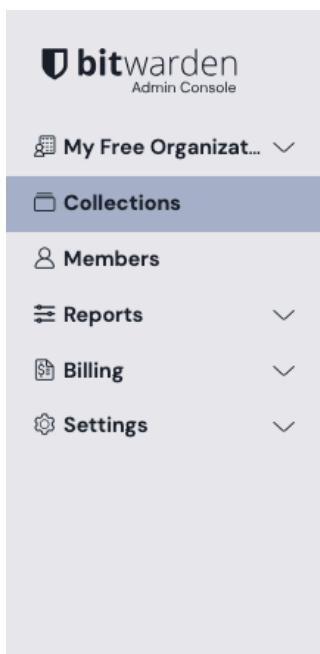 bitwarden
Admin Console
My Free Organizat...
Collections
Members
Reports
Billing
Settings